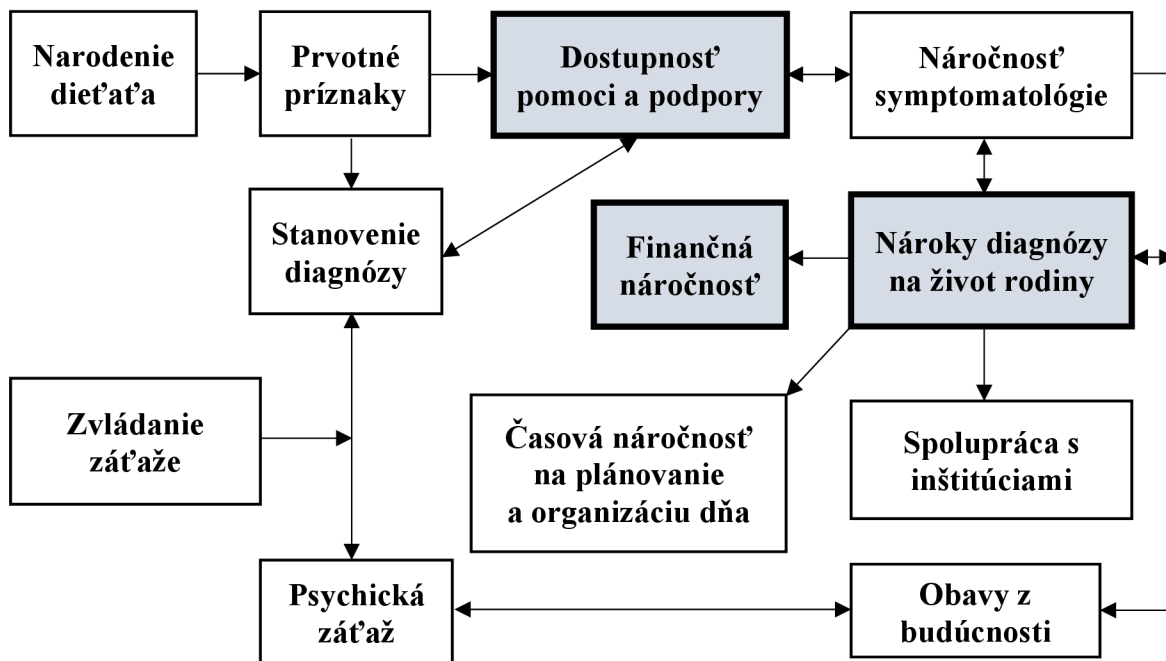 Narodenie
dieťaťa
Prvotné
príznaky
Dostupnosť
pomoci a podpory
Náročnosť
symptomatológie
Stanovenie
diagnózy
Finančná
náročnosť
Nároky diagnózy
na život rodiny
Zvládanie
záťaže
Časová náročnosť
na plánovanie
a organizáciu dňa
Spolupráca s
inštitúciami
Psychická
záťaž
Obavy z
budúcnosti